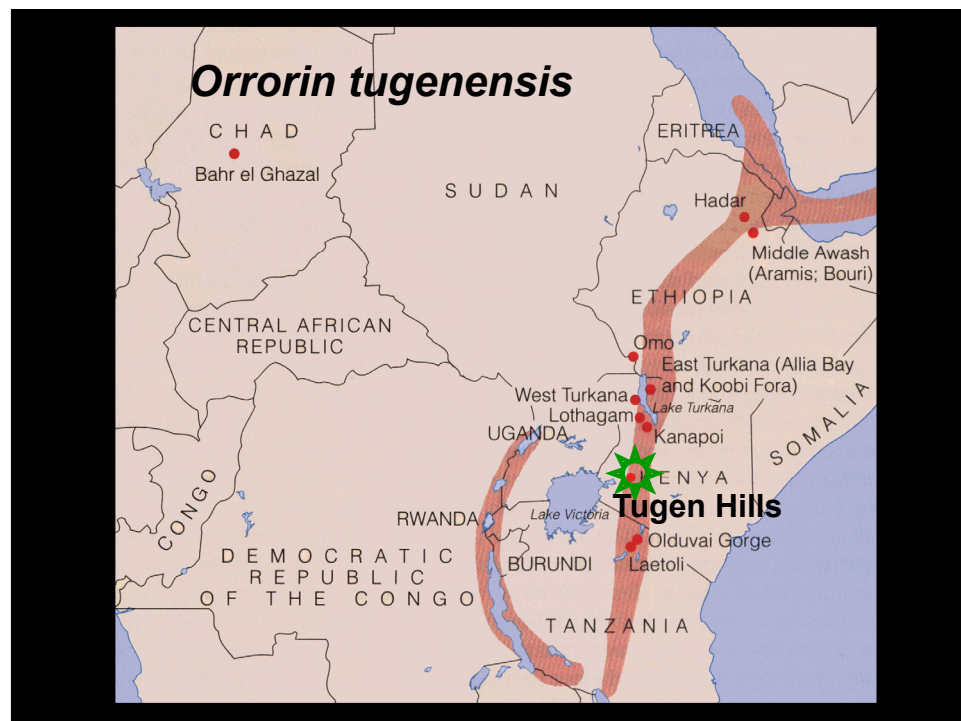 Orrorin tugenensis
CHAD
Bahr el Ghazal
ERITREA
SUDAN
Hadar
Middle Awash
(Aramis; Bouri)
ETHIOPIA
CENTRAL AFRICAN
REPUBLIC
Omo
East Turkana (Allia Bay
and Koobi Fora)
West Turkana
Lake Turkana
Lothagam
UGANDA
Kanapoi
SOMALIA
KENYA
Tugen Hills
CONGO
Lake Victoria
RWANDA
Olduvai Gorge
DEMOCRATIC
REPUBLIC
OF THE CONGO
BURUNDI
Laetoli
TANZANIA